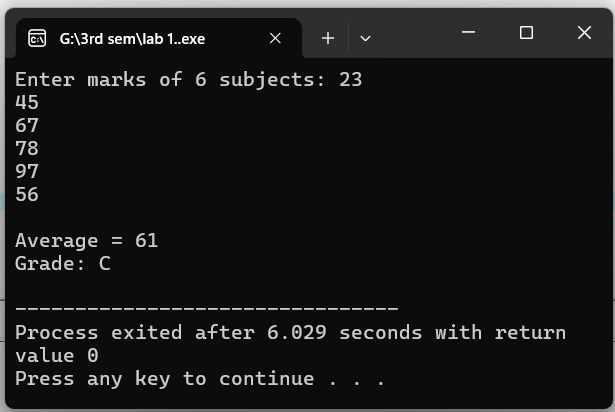 G:\3rd sem\lab 1..exe
Enter marks of 6 subjects: 23
45
67
78
97
56
Average = 61
Grade: C
--------------------------------
Process exited after 6.029 seconds with return
value 0
Press any key to continue . . .